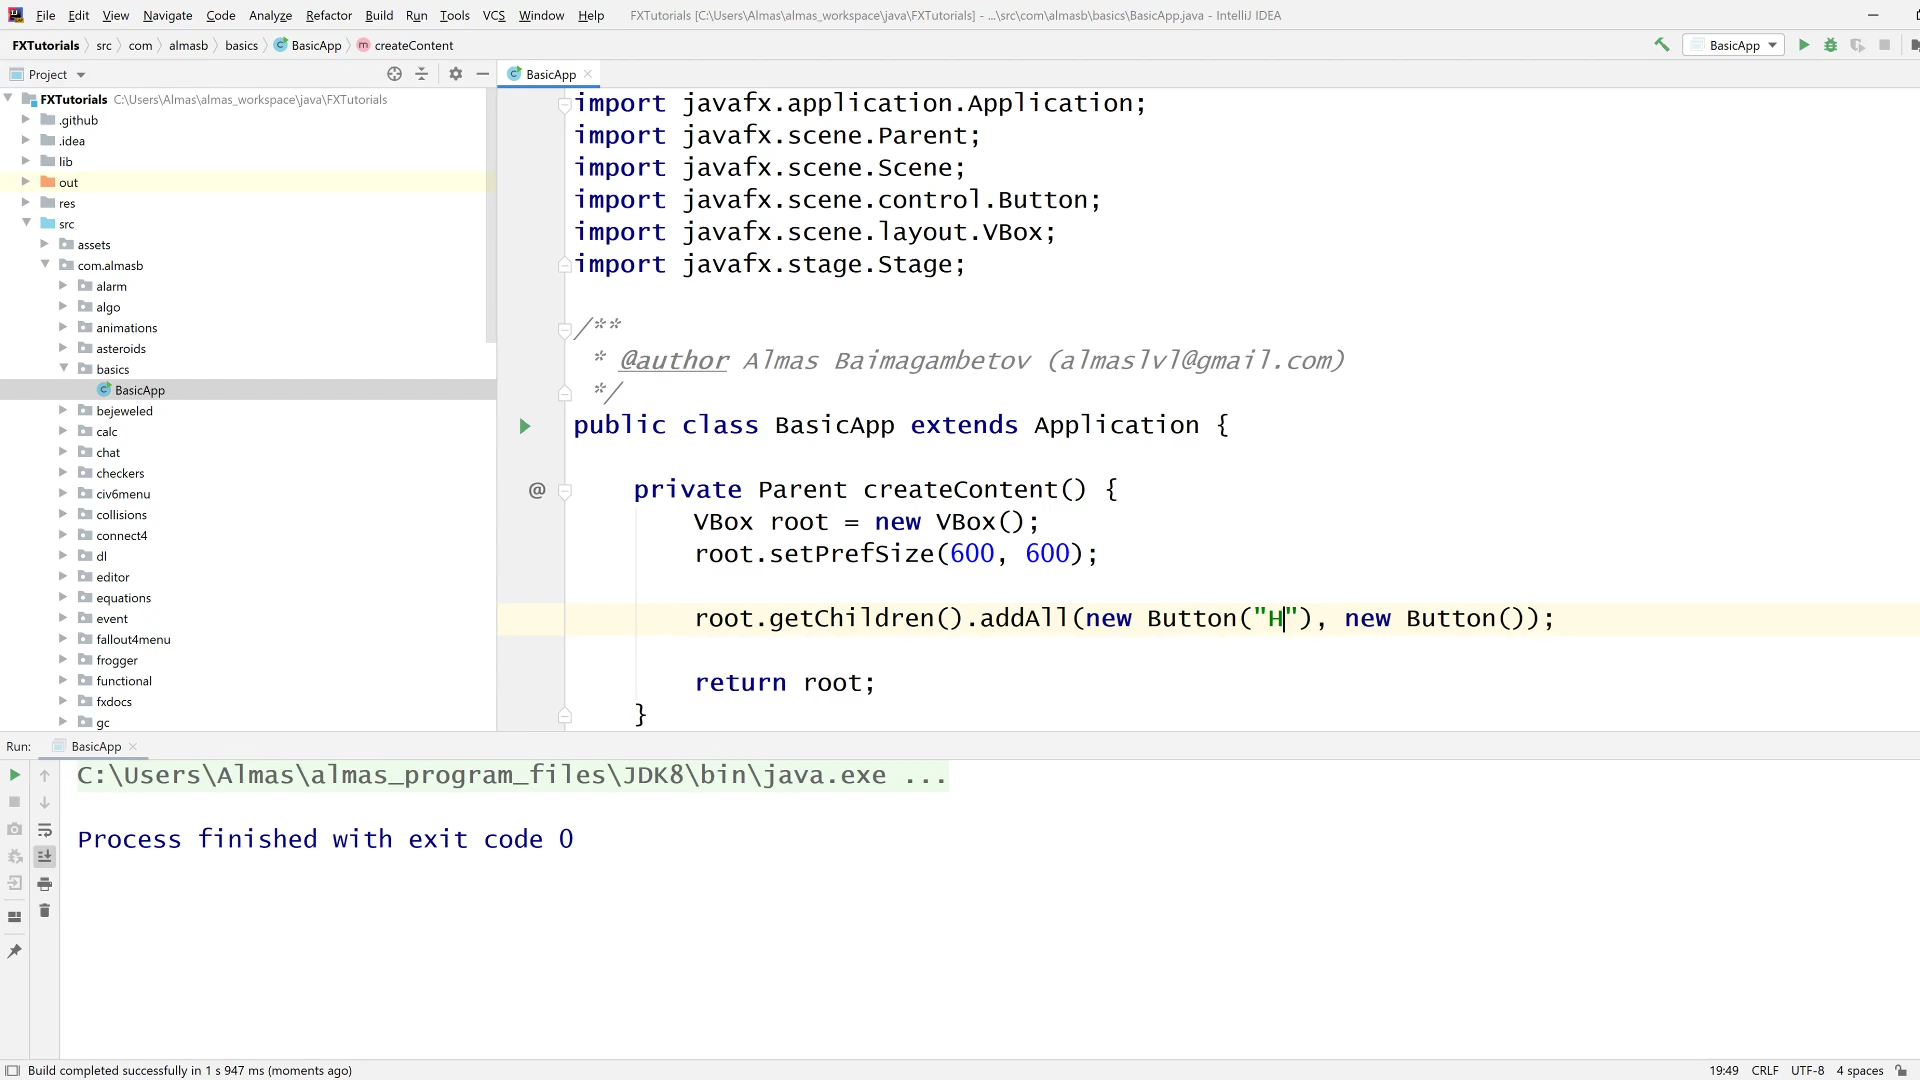 File Edit View Navigate Code Analyze Refactor Build Run Tools VCS Window Help FXTutorials [C:\Users\Almas\almas_workspace\java\FXTutorials] - ...\src\com\almasb\basics\BasicApp.java - IntelliJ IDEA
FXTutorials src com almasb basics BasicApp createContent BasicApp
Project BasicApp
FXTutorials C:\Users\Almas\almas_workspace\java\FXTutorials
.github
.idea
lib
out
res
src
assets
com.almasb
alarm
algo
animations
asteroids
basics
BasicApp
bejeweled
calc
chat
checkers
civ6menu
collisions
connect4
dl
editor
equations
event
fallout4menu
frogger
functional
fxdocs
gc
import javafx.application.Application;
import javafx.scene.Parent;
import javafx.scene.Scene;
import javafx.scene.control.Button;
import javafx.scene.layout.VBox;
import javafx.stage.Stage;
/**
* @author Almas Baimagambetov (almaslvl@gmail.com)
*/
public class BasicApp extends Application {
@ private Parent createContent() {
VBox root = new VBox();
root.setPrefSize(600, 600);
root.getChildren().addAll(new Button("H"), new Button());
return root;
}
Run: BasicApp
C:\Users\Almas\almas_program_files\JDK8\bin\java.exe ...
Process finished with exit code 0
Build completed successfully in 1 s 947 ms (moments ago) 19:49 CRLF UTF-8 4 spaces